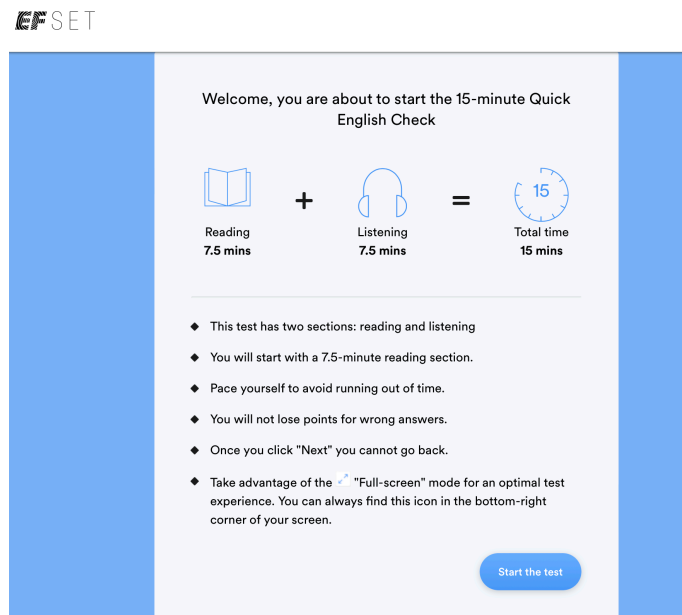 EFSET
Welcome, you are about to start the 15-minute Quick
English Check
+
=
15
Reading
7.5 mins
Listening
7.5 mins
Total time
15 mins
This test has two sections: reading and listening
You will start with a 7.5-minute reading section.
Pace yourself to avoid running out of time.
You will not lose points for wrong answers.
Once you click "Next" you cannot go back.
Take advantage of the "Full-screen" mode for an optimal test
experience. You can always find this icon in the bottom-right
corner of your screen.
Start the test